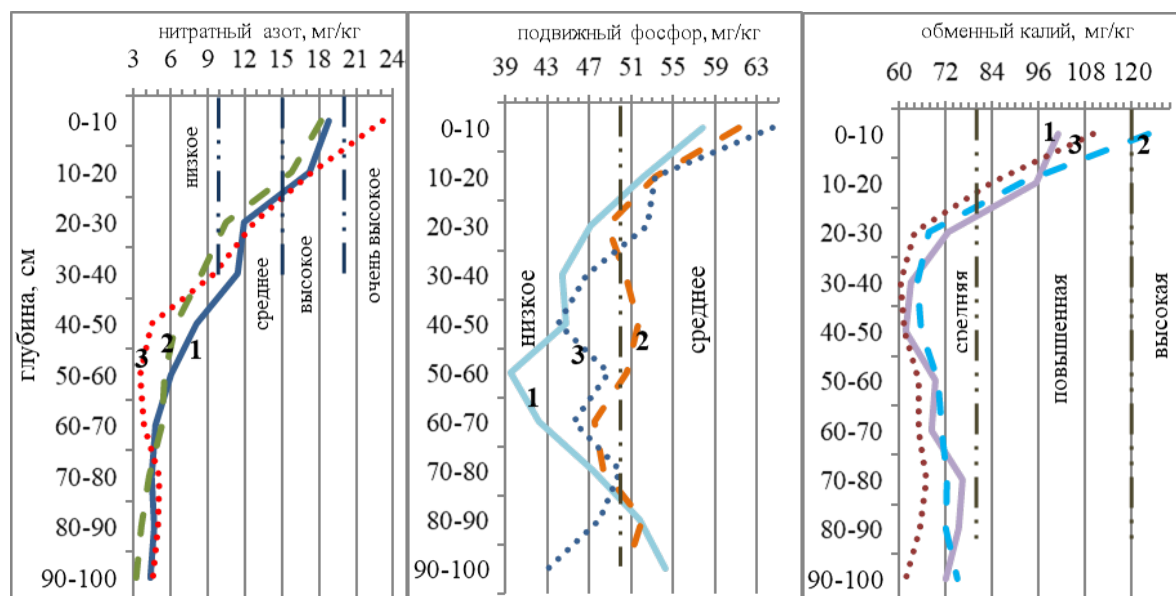 нитратный азот, мг/кг
3 6 9 12 15 18 21 24
глубина, см
0-10
10-20
20-30
30-40
40-50
50-60
60-70
70-80
80-90
90-100
низкое
среднее
высокое
очень высокое
3
2
1
подвижный фосфор, мг/кг
39 43 47 51 55 59 63
0-10
10-20
20-30
30-40
40-50
50-60
60-70
70-80
80-90
90-100
низкое
среднее
1
3
2
обменный калий, мг/кг
60 72 84 96 108 120
0-10
10-20
20-30
30-40
40-50
50-60
60-70
70-80
80-90
90-100
1
3
2
средняя
повышенная
высокая